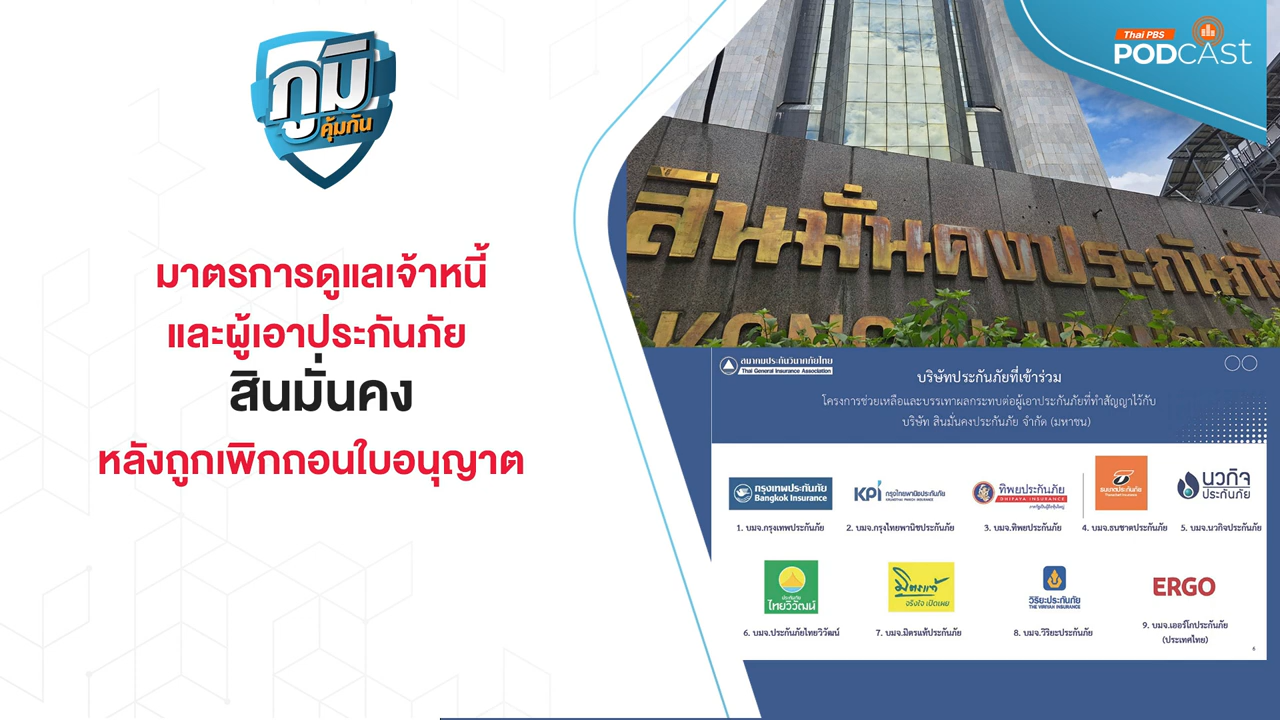 ภูมิ
คุ้มกัน
มาตรการดูแลเจ้าหนี้
และผู้เอาประกันภัย
สินมั่นคง
หลังถูกเพิกถอนใบอนุญาต
Thai PBS
PODCAST
สินมั่นคงประกันภัย
สมาคมประกันวินาศภัยไทย
Thai General Insurance Association
บริษัทประกันภัยที่เข้าร่วม
โครงการช่วยเหลือและบรรเทาผลกระทบต่อผู้เอาประกันภัยที่ทำสัญญาไว้กับ
บริษัท สินมั่นคงประกันภัย จำกัด (มหาชน)
กรุงเทพประกันภัย
Bangkok Insurance
KPI กรุงไทยพานิชประกันภัย
ทิพยประกันภัย
DHIPAYA INSURANCE
ธนชาตประกันภัย
Thanachart Insurance
นวกิจ
ประกันภัย
1. บมจ.กรุงเทพประกันภัย
2. บมจ.กรุงไทยพานิชประกันภัย
3. บมจ.ทิพยประกันภัย
4. บมจ.ธนชาตประกันภัย
5. บมจ.นวกิจประกันภัย
ประกันภัย
ไทยวิวัฒน์
มิตรแท้
จริงใจ เปิดเผย
วิริยะประกันภัย
THE VIRIYAH INSURANCE
ERGO
6. บมจ.ประกันภัยไทยวิวัฒน์
7. บมจ.มิตรแท้ประกันภัย
8. บมจ.วิริยะประกันภัย
9. บมจ.เออร์โกประกันภัย
(ประเทศไทย)
6